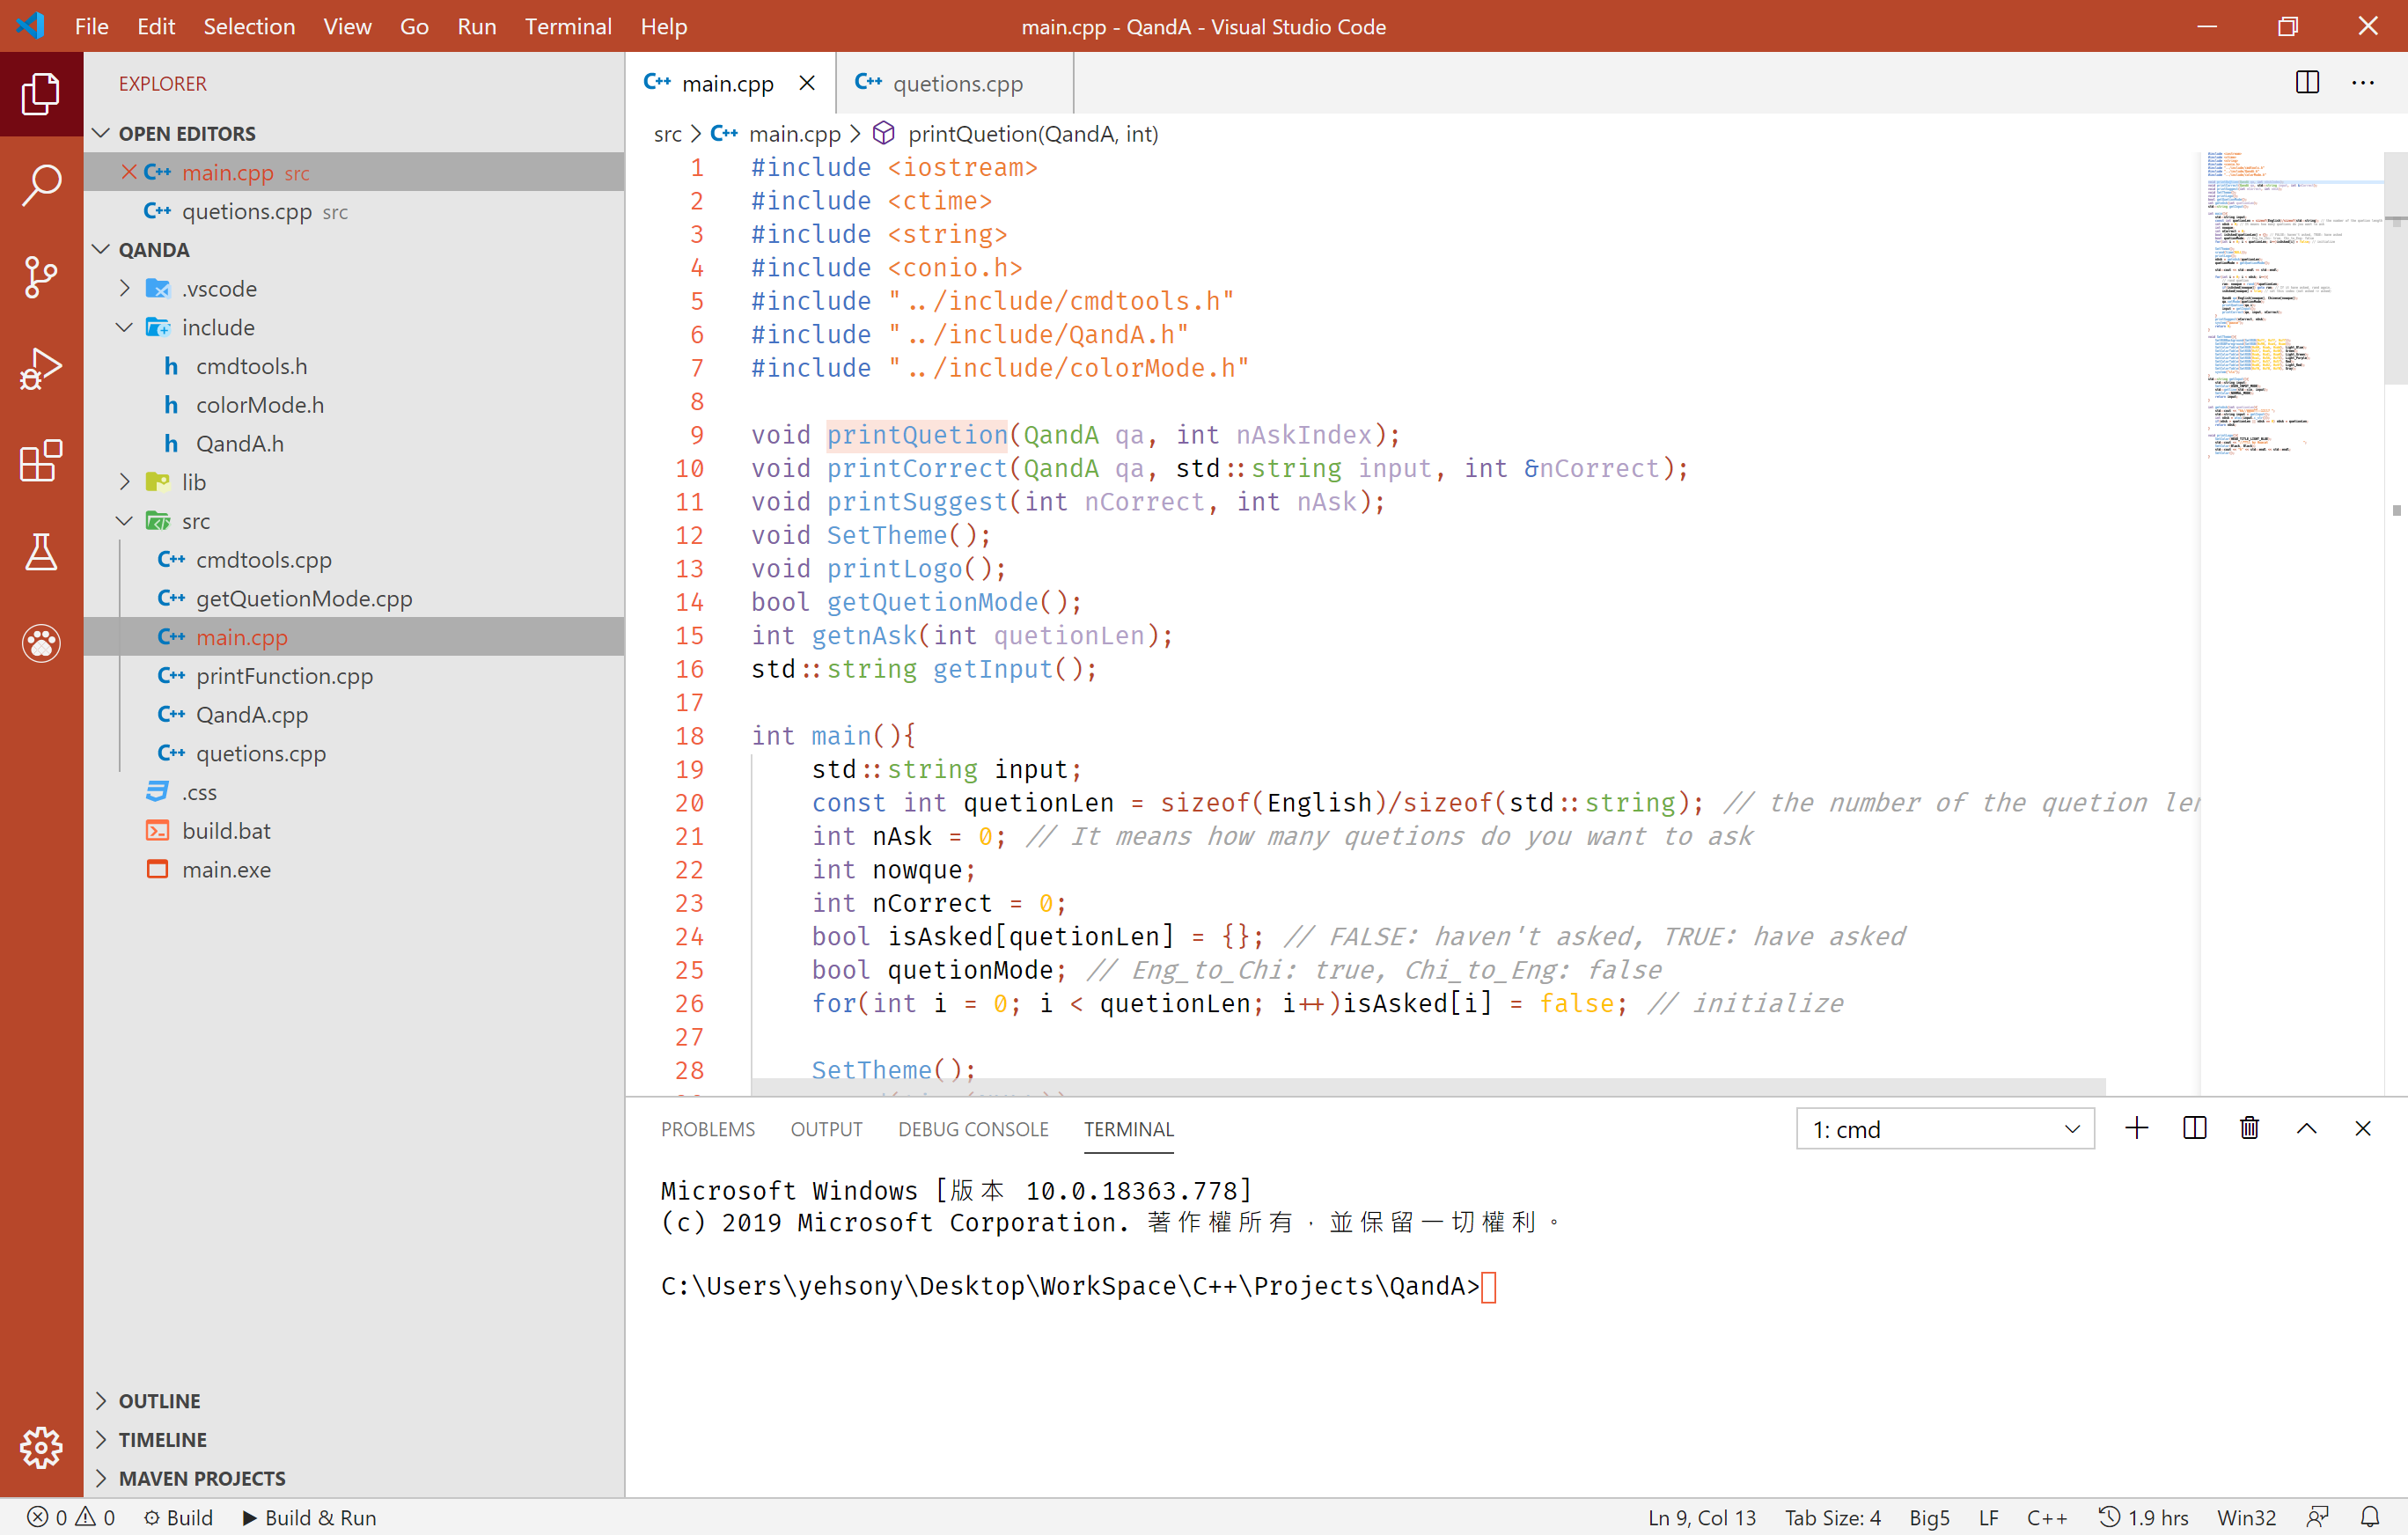 File Edit Selection View Go Run Terminal Help
main.cpp - QandA - Visual Studio Code
EXPLORER
OPEN EDITORS
main.cpp src
quetions.cpp src
QANDA
.vscode
include
cmdtools.h
colorMode.h
QandA.h
lib
src
cmdtools.cpp
getQuetionMode.cpp
main.cpp
printFunction.cpp
QandA.cpp
quetions.cpp
.css
build.bat
main.exe
OUTLINE
TIMELINE
MAVEN PROJECTS
main.cpp quetions.cpp
src > main.cpp > printQuetion(QandA, int)
1 #include <iostream>
2 #include <ctime>
3 #include <string>
4 #include <conio.h>
5 #include "../include/cmdtools.h"
6 #include "../include/QandA.h"
7 #include "../include/colorMode.h"
8
9 void printQuetion(QandA qa, int nAskIndex);
10 void printCorrect(QandA qa, std::string input, int &nCorrect);
11 void printSuggest(int nCorrect, int nAsk);
12 void SetTheme();
13 void printLogo();
14 bool getQuetionMode();
15 int getnAsk(int quetionLen);
16 std::string getInput();
17
18 int main(){
19 std::string input;
20 const int quetionLen = sizeof(English)/sizeof(std::string); // the number of the quetion len
21 int nAsk = 0; // It means how many quetions do you want to ask
22 int nowque;
23 int nCorrect = 0;
24 bool isAsked[quetionLen] = {}; // FALSE: haven't asked, TRUE: have asked
25 bool quetionMode; // Eng_to_Chi: true, Chi_to_Eng: false
26 for(int i = 0; i < quetionLen; i++)isAsked[i] = false; // initialize
27
28 SetTheme();
PROBLEMS OUTPUT DEBUG CONSOLE TERMINAL
1: cmd
Microsoft Windows [版本 10.0.18363.778]
(c) 2019 Microsoft Corporation. 著作權所有，並保留一切權利。
C:\Users\yehsony\Desktop\WorkSpace\C++\Projects\QandA>
0 0 Build Build & Run
Ln 9, Col 13 Tab Size: 4 Big5 LF C++ 1.9 hrs Win32